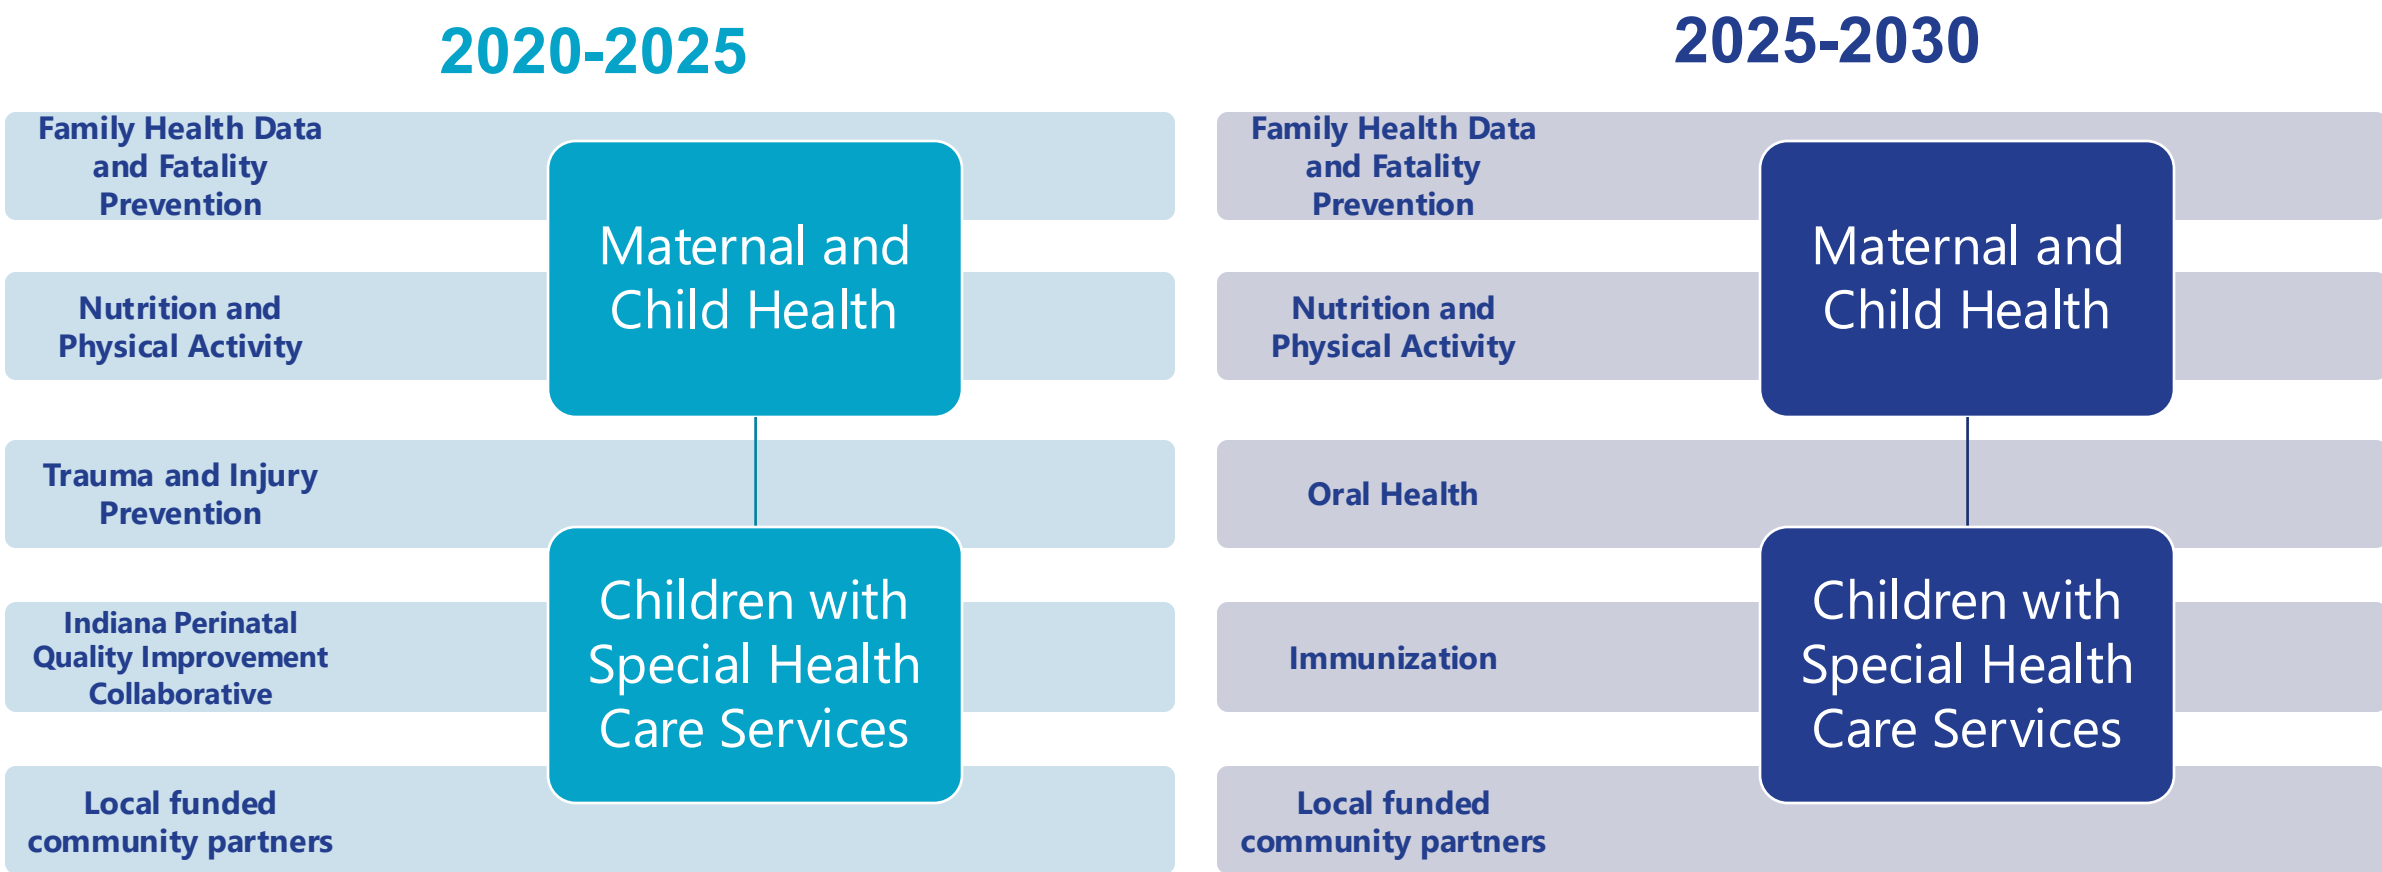 2020-2025
Family Health Data
and Fatality
Prevention
Nutrition and
Physical Activity
Trauma and Injury
Prevention
Indiana Perinatal
Quality Improvement
Collaborative
Local funded
community partners
Maternal and
Child Health
Children with
Special Health
Care Services
2025-2030
Family Health Data
and Fatality
Prevention
Nutrition and
Physical Activity
Oral Health
Immunization
Local funded
community partners
Maternal and
Child Health
Children with
Special Health
Care Services